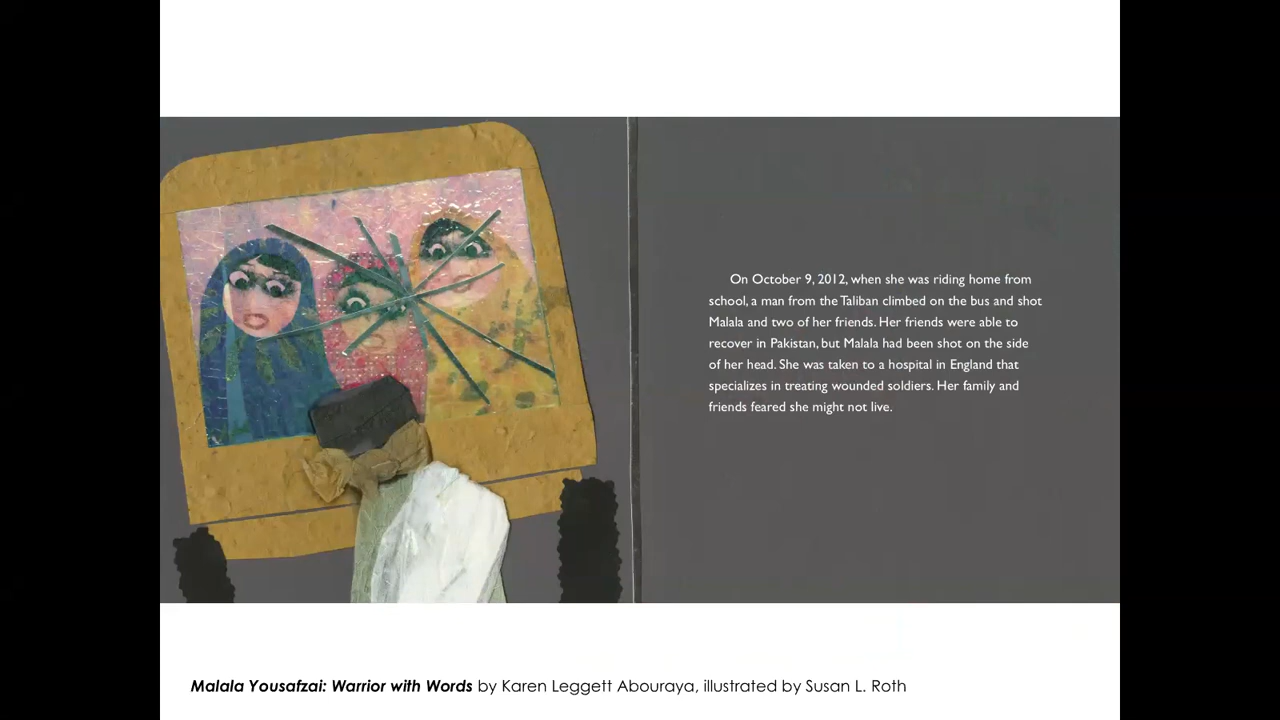 On October 9, 2012, when she was riding home from
school, a man from the Taliban climbed on the bus and shot
Malala and two of her friends. Her friends were able to
recover in Pakistan, but Malala had been shot on the side
of her head. She was taken to a hospital in England that
specializes in treating wounded soldiers. Her family and
friends feared she might not live.
Malala Yousafzai: Warrior with Words by Karen Leggett Abouraya, illustrated by Susan L. Roth